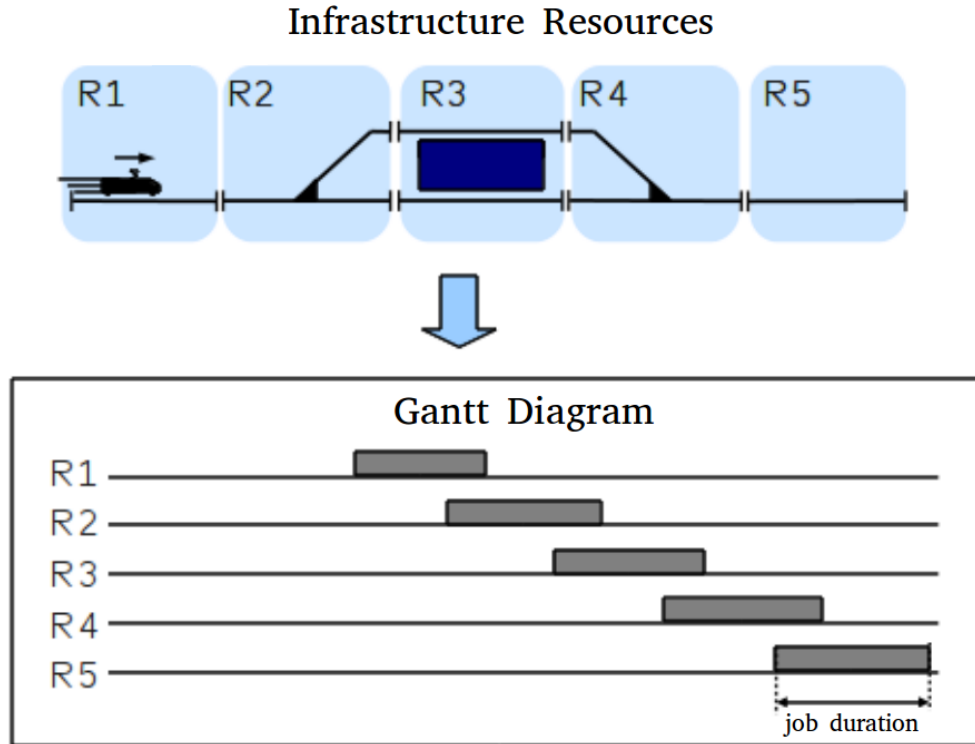 Infrastructure Resources
R1 R2 R3 R4 R5
Gantt Diagram
R1
R2
R3
R4
R5
job duration